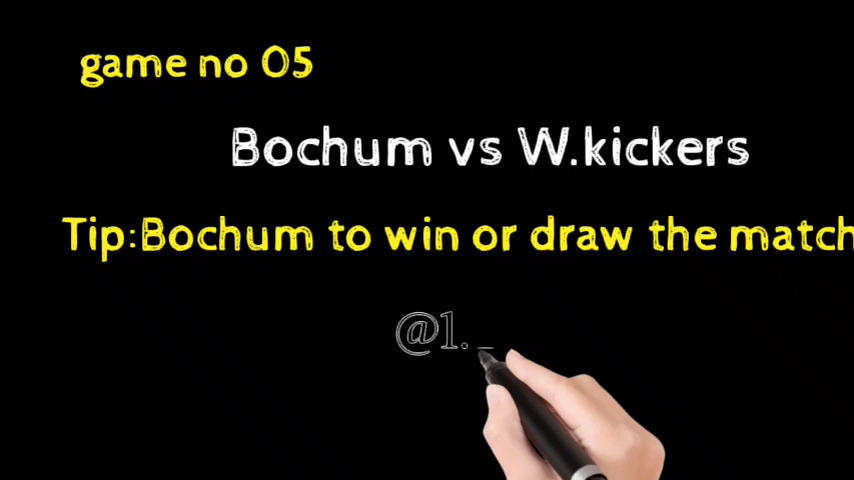 game no 05
Bochum vs W.kickers
Tip:Bochum to win or draw the match
@1.